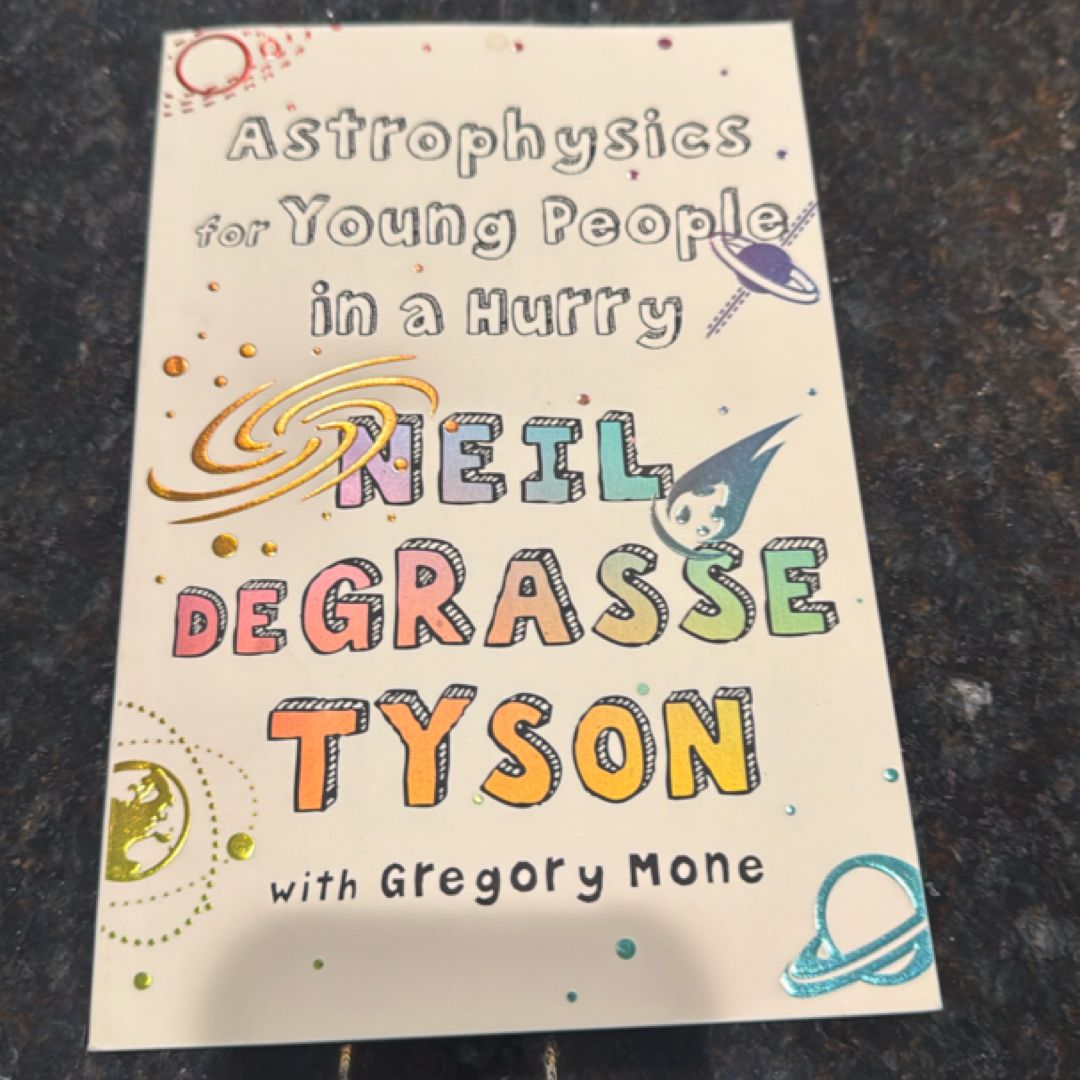 Astrophysics
for Young People
in a Hurry
NEIL
DEGRASSE
TYSON
with Gregory Mone